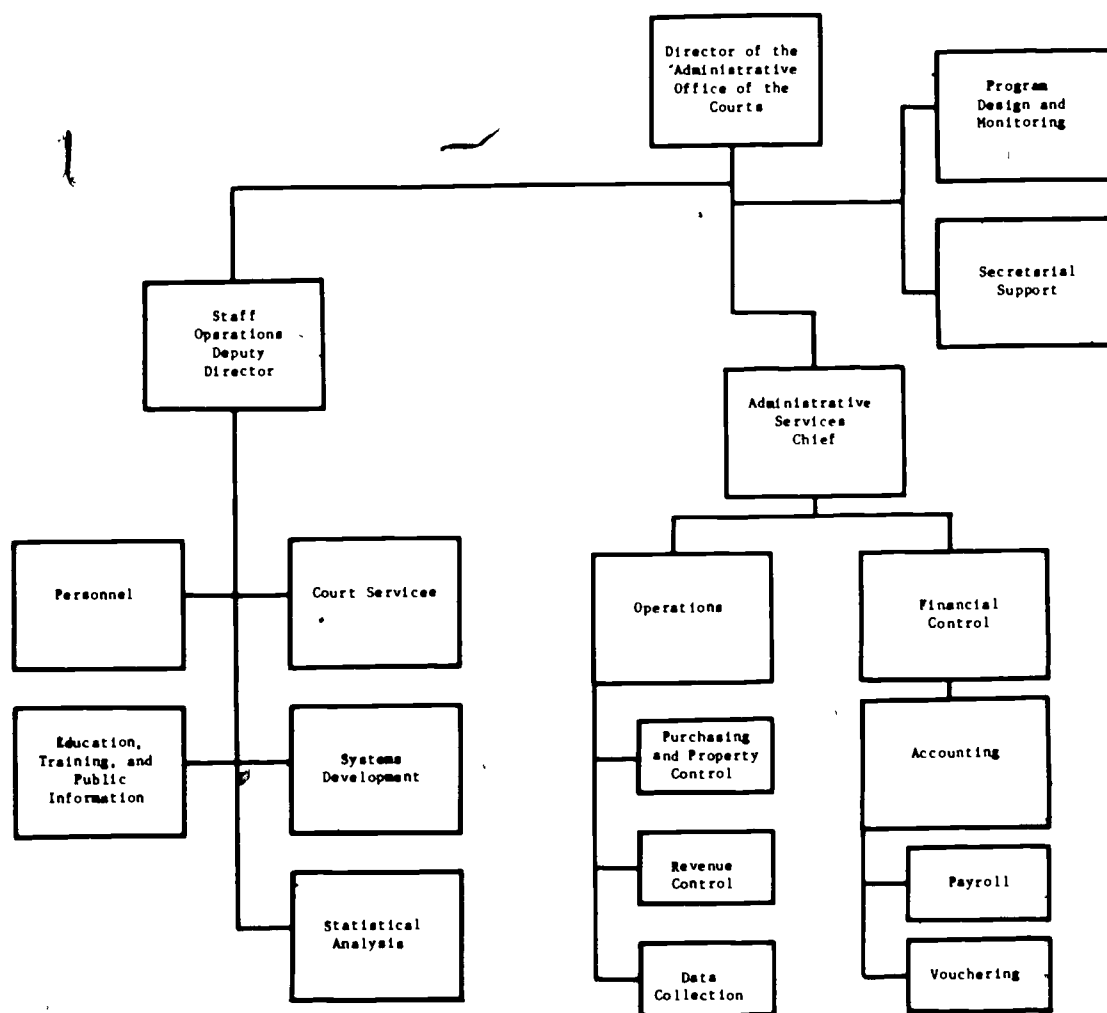 Director of the
Administrative
Office of the
Courts
Program
Design and
Monitoring
Secretarial
Support
Staff
Operations
Deputy
Director
Administrative
Services
Chief
Personnel
Court Services
Operations
Financial
Control
Education,
Training, and
Public
Information
Systems
Development
Purchasing
and Property
Control
Accounting
Revenue
Control
Payroll
Statistical
Analysis
Data
Collection
Vouchering